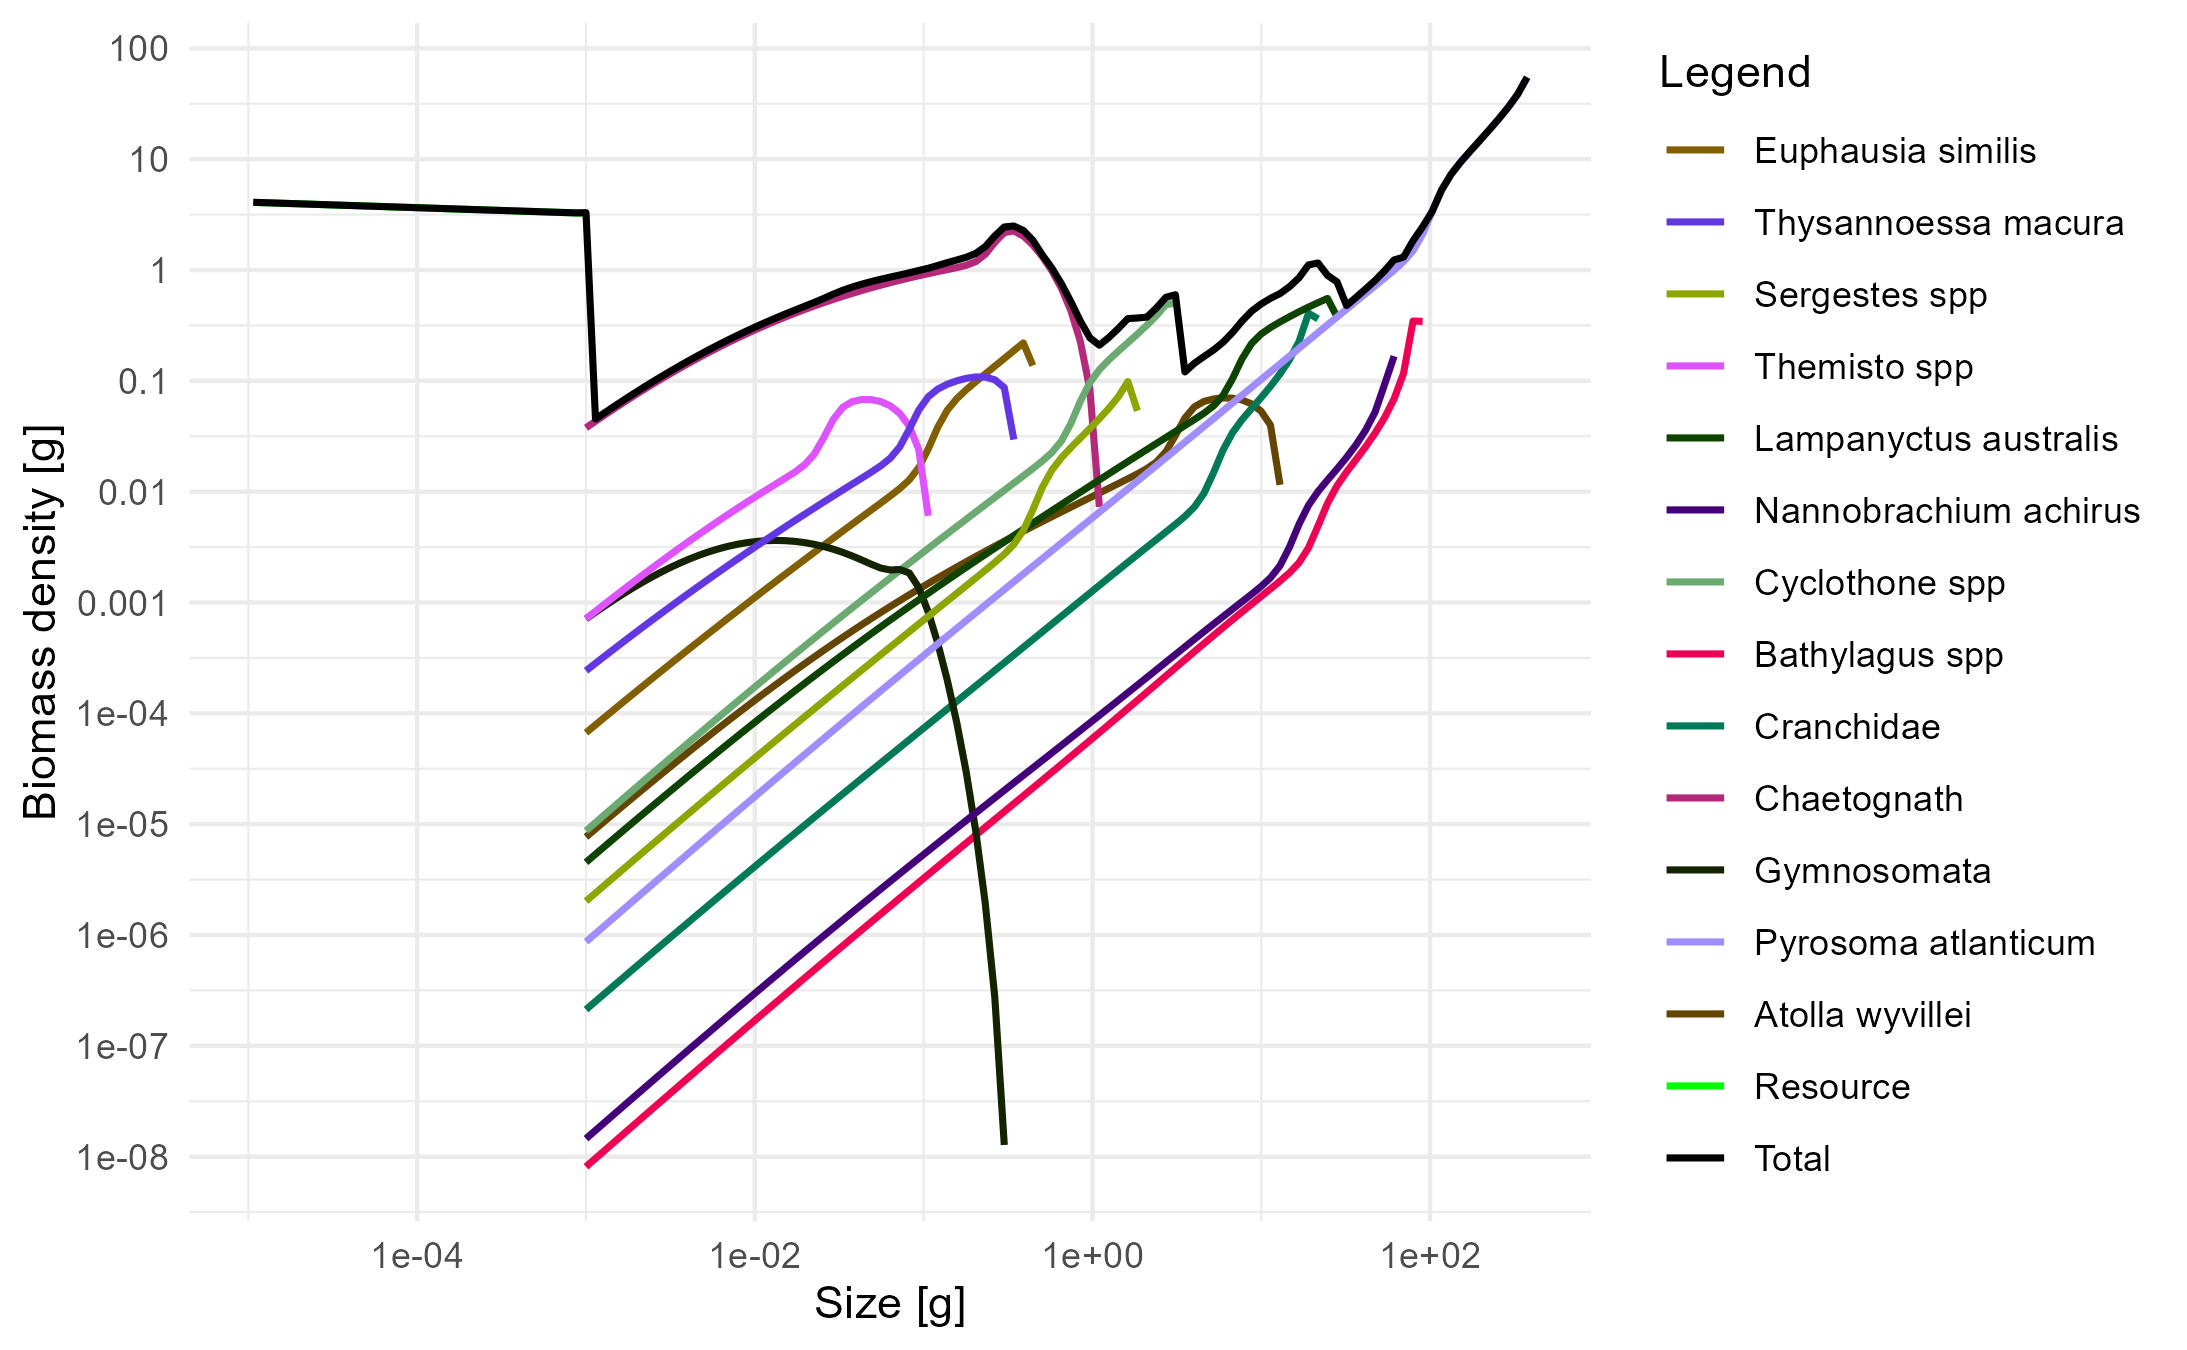 100
10
1
0.1
0.01
0.001
1e-04
1e-05
1e-06
1e-07
1e-08
Biomass density [g]
1e-04
1e-02
1e+00
1e+02
Size [g]
Legend
Euphausia similis
Thysannoessa macura
Sergestes spp
Themisto spp
Lampanyctus australis
Nannobrachium achirus
Cyclothone spp
Bathylagus spp
Cranchidae
Chaetognath
Gymnosomata
Pyrosoma atlanticum
Atolla wyvillei
Resource
Total